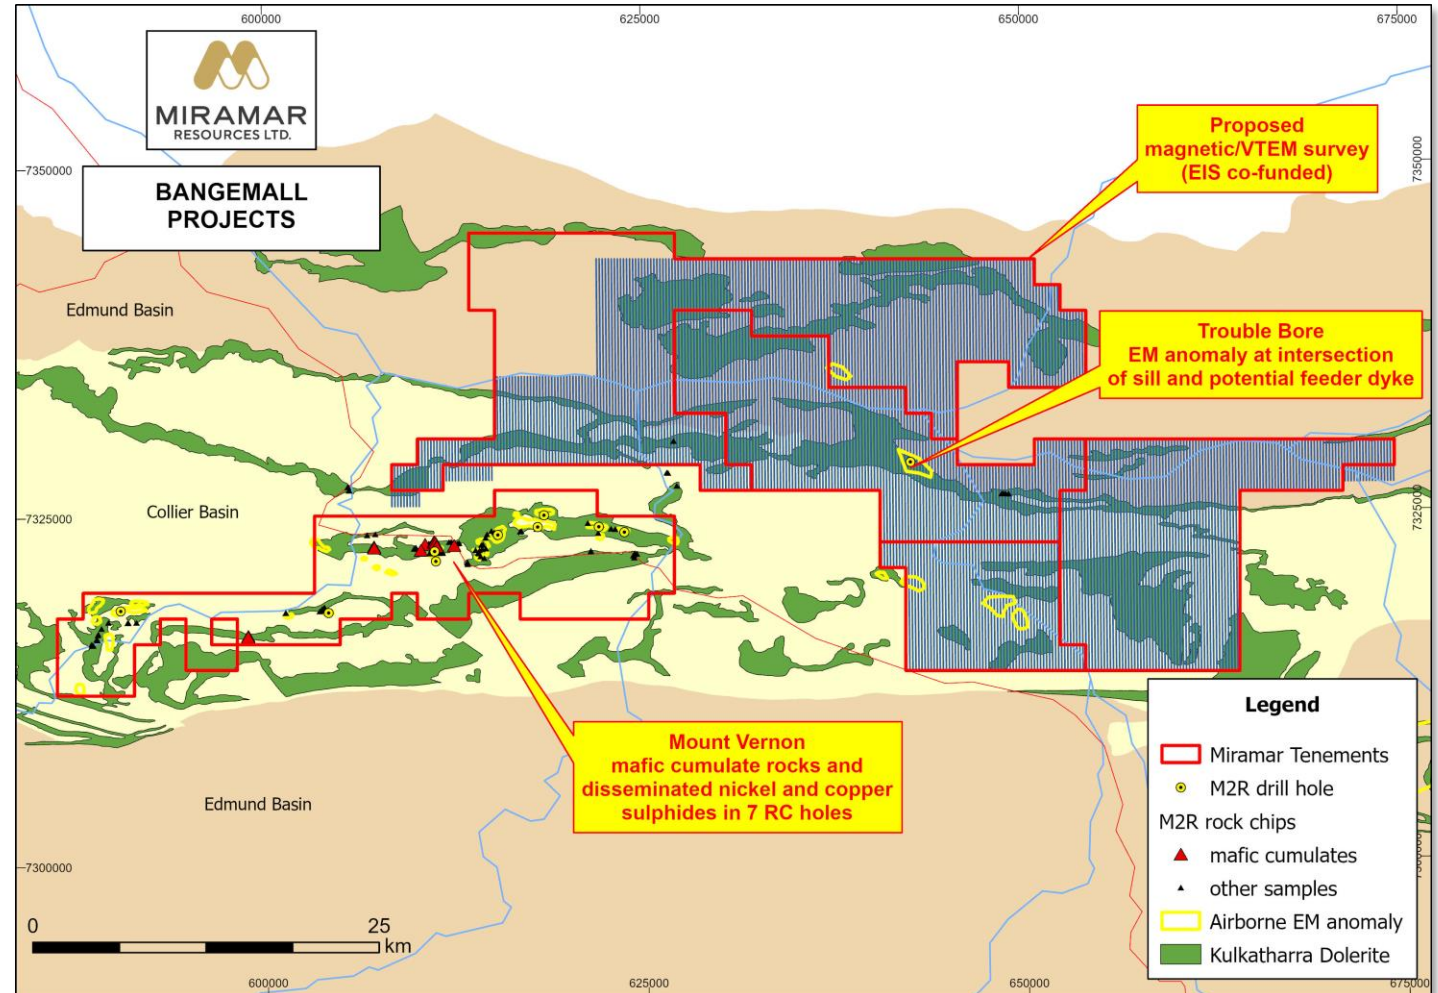 600000
625000
650000
675000
MIRAMAR
RESOURCES LTD.
BANGEMALL
PROJECTS
7350000
7350000
Proposed
magnetic/VTEM survey
(EIS co-funded)
Edmund Basin
Trouble Bore
EM anomaly at intersection
of sill and potential feeder dyke
Collier Basin
7325000
7325000
Mount Vernon
mafic cumulate rocks and
disseminated nickel and copper
sulphides in 7 RC holes
Edmund Basin
7300000
Legend
Miramar Tenements
M2R drill hole
M2R rock chips
mafic cumulates
other samples
Airborne EM anomaly
Kulkatharra Dolerite
0
25
km
600000
625000
650000
675000